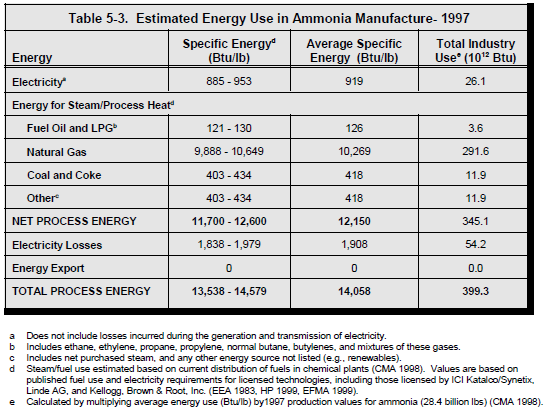 Table 5-3. Estimated Energy Use in Ammonia Manufacture- 1997
Energy Specific Energyᵈ (Btu/lb) Average Specific Energy (Btu/lb) Total Industry Useᵉ (10¹² Btu)
Electricityᵃ 885 - 953 919 26.1
Energy for Steam/Process Heatᵈ
Fuel Oil and LPGᵇ 121 - 130 126 3.6
Natural Gas 9,888 - 10,649 10,269 291.6
Coal and Coke 403 - 434 418 11.9
Otherᶜ 403 - 434 418 11.9
NET PROCESS ENERGY 11,700 - 12,600 12,150 345.1
Electricity Losses 1,838 - 1,979 1,908 54.2
Energy Export 0 0 0.0
TOTAL PROCESS ENERGY 13,538 - 14,579 14,058 399.3
a Does not include losses incurred during the generation and transmission of electricity.
b Includes ethane, ethylene, propane, propylene, normal butane, butylenes, and mixtures of these gases.
c Includes net purchased steam, and any other energy source not listed (e.g., renewables).
d Steam/fuel use estimated based on current distribution of fuels in chemical plants (CMA 1998). Values are based on
published fuel use and electricity requirements for licensed technologies, including those licensed by ICI Katalco/Synetix,
Linde AG, and Kellogg, Brown & Root, Inc. (EEA 1983, HP 1999, EFMA 1999).
e Calculated by multiplying average energy use (Btu/lb) by1997 production values for ammonia (28.4 billion lbs) (CMA 1998).